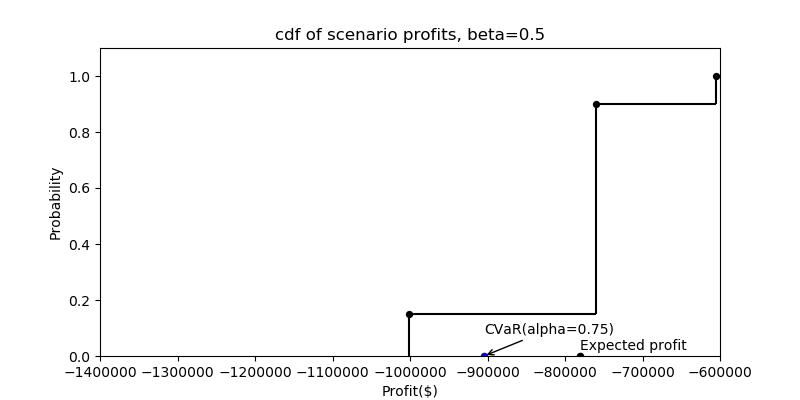 cdf of scenario profits, beta=0.5
Probability
1.0
0.8
0.6
0.4
0.2
0.0
CVaR(alpha=0.75)
Expected profit
−1400000 −1300000 −1200000 −1100000 −1000000 −900000 −800000 −700000 −600000
Profit($)